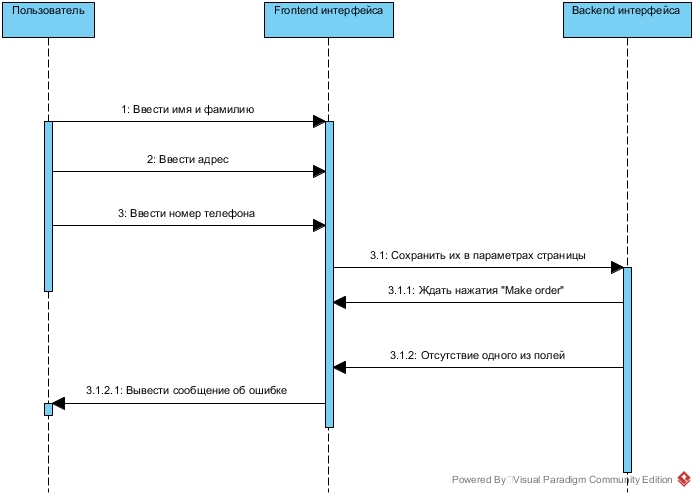 Пользователь
Frontend интерфейса
Backend интерфейса
1: Ввести имя и фамилию
2: Ввести адрес
3: Ввести номер телефона
3.1: Сохранить их в параметрах страницы
3.1.1: Ждать нажатия "Make order"
3.1.2: Отсутствие одного из полей
3.1.2.1: Вывести сообщение об ошибке
Powered By Visual Paradigm Community Edition